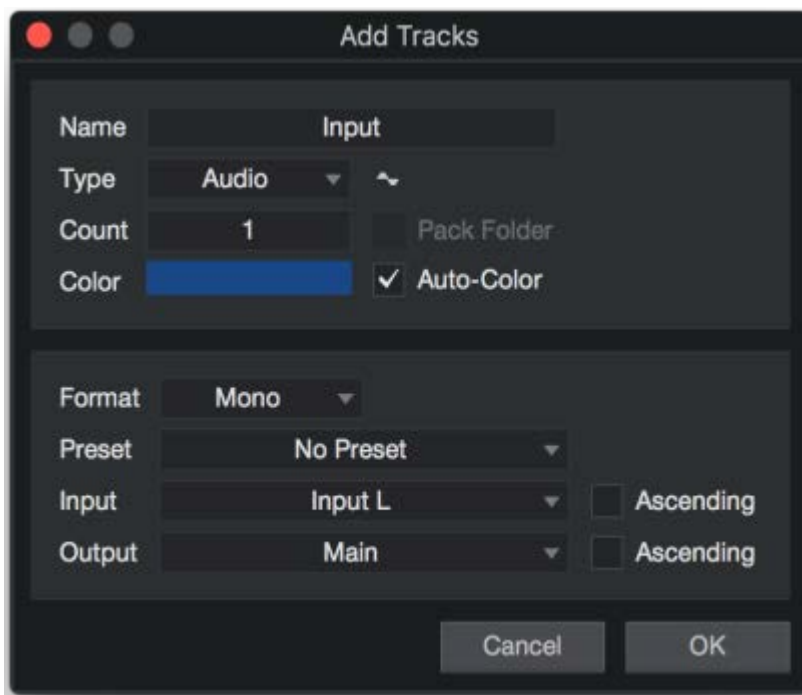 Add Tracks
Name Input
Type Audio
Count 1 Pack Folder
Color Auto-Color
Format Mono
Preset No Preset
Input Input L Ascending
Output Main Ascending
Cancel OK